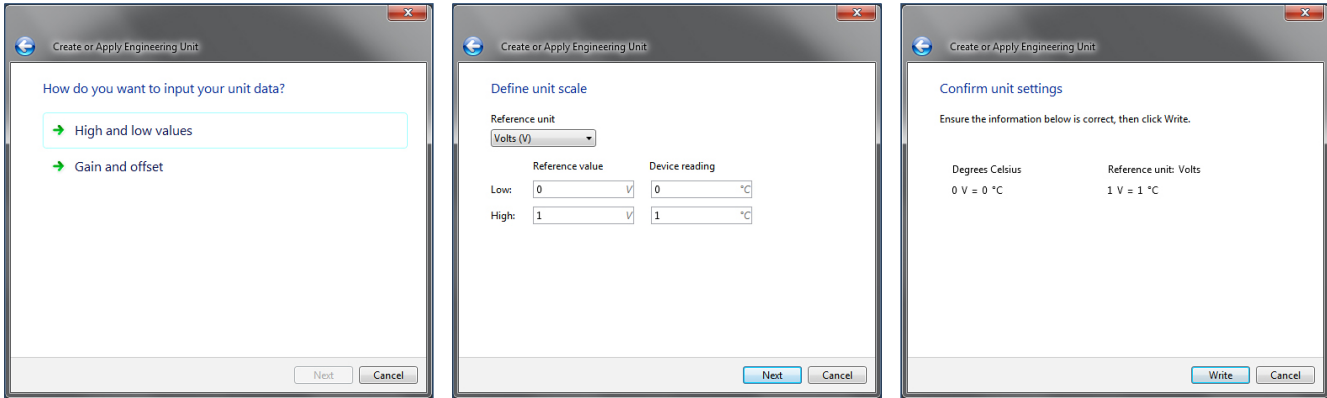 Create or Apply Engineering Unit
How do you want to input your unit data?
High and low values
Gain and offset
Next Cancel
Create or Apply Engineering Unit
Define unit scale
Reference unit
Volts (V)
Reference value Device reading
Low: 0 V 0 °C
High: 1 V 1 °C
Next Cancel
Create or Apply Engineering Unit
Confirm unit settings
Ensure the information below is correct, then click Write.
Degrees Celsius Reference unit: Volts
0 V = 0 °C 1 V = 1 °C
Write Cancel